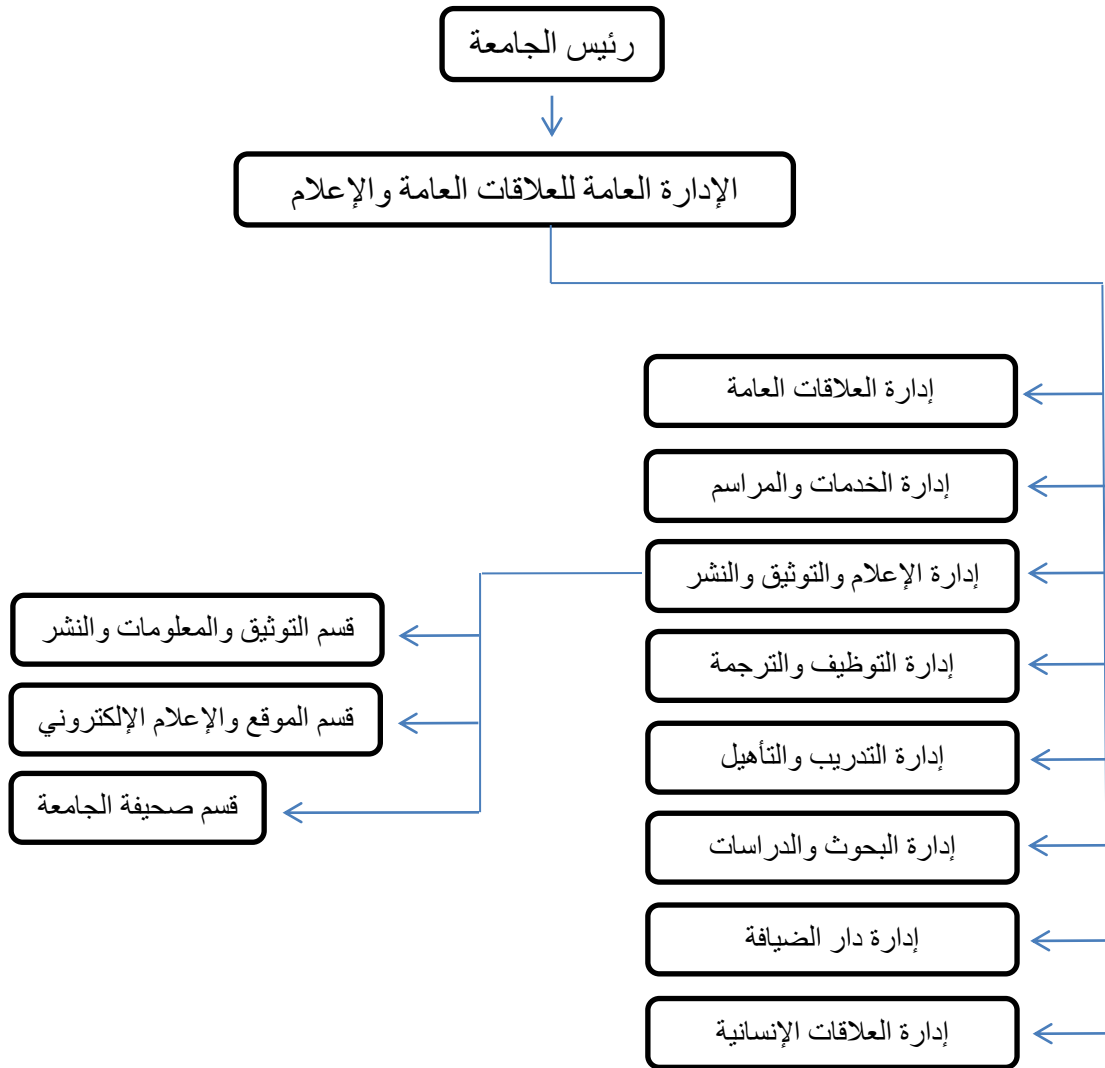 رئيس الجامعة
الإدارة العامة للعلاقات العامة والإعلام
إدارة العلاقات العامة
إدارة الخدمات والمراسم
إدارة الإعلام والتوثيق والنشر
إدارة التوظيف والترجمة
إدارة التدريب والتأهيل
إدارة البحوث والدراسات
إدارة دار الضيافة
إدارة العلاقات الإنسانية
قسم التوثيق والمعلومات والنشر
قسم الموقع والإعلام الإلكتروني
قسم صحيفة الجامعة